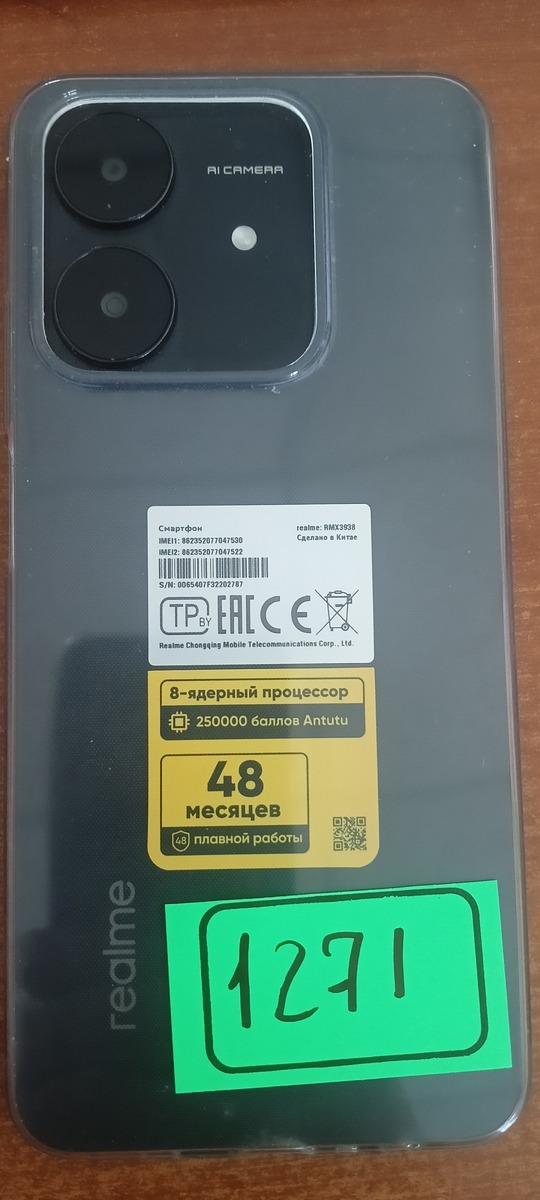 AI CAMERA
Смартфон
realme: RMX3938
IMEI1: 862352077047530
Сделано в Китае
IMEI2: 862352077047522
S/N: 0065407F32202787
TP BY EAC CE
Realme Chongqing Mobile Telecommunications Corp., Ltd.
8-ядерный процессор
250000 баллов Antutu
48
месяцев
48 плавной работы
realme
1271